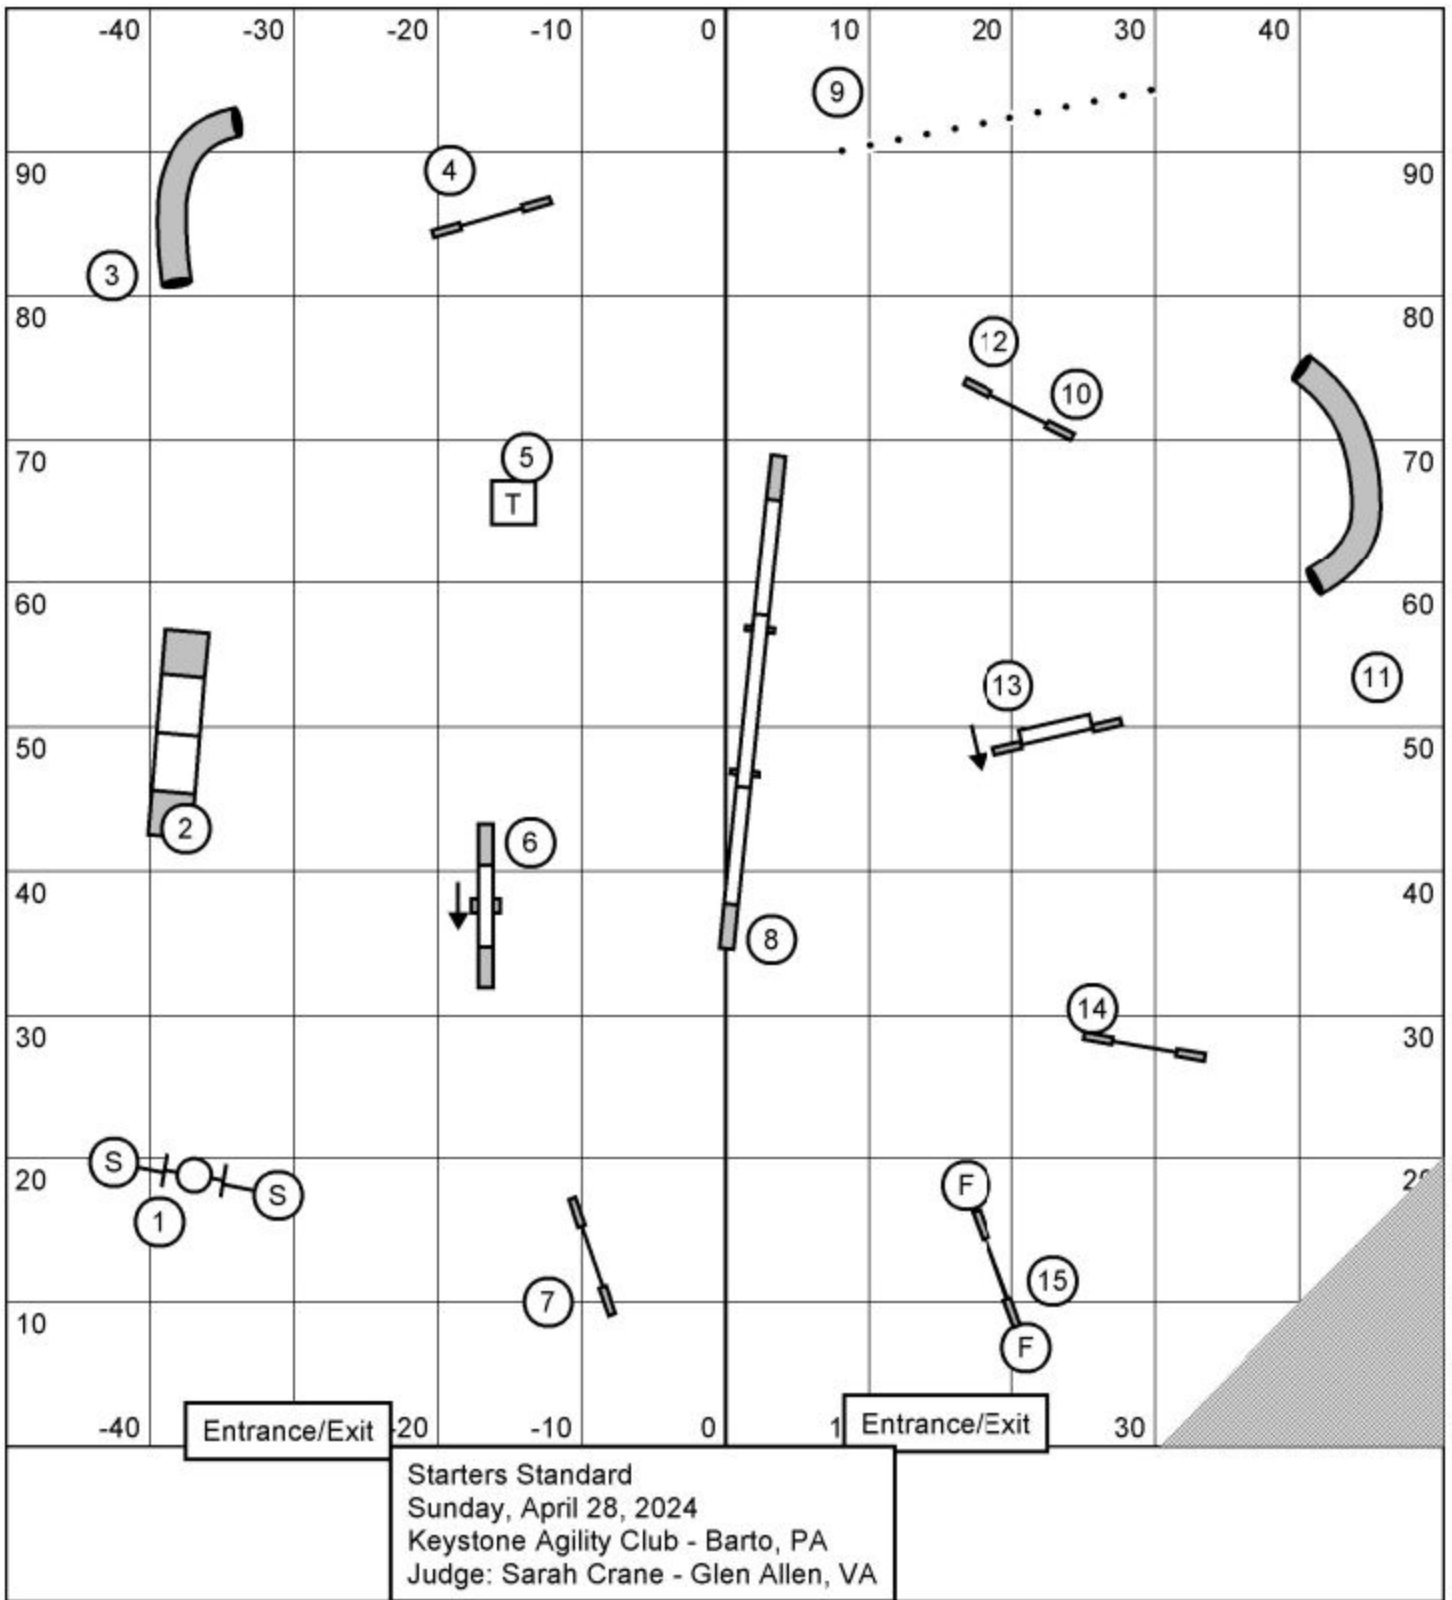 -40 -30 -20 -10 0 10 20 30 40
9
90 90
4
3
80 80
12
10
70 70
5
T
60 60
13
11
50 50
2
6
40 40
8
14
30 30
S
20
F
S
1
15
7
10
F
-40 Entrance/Exit -20 -10 0 Entrance/Exit 30
Starters Standard
Sunday, April 28, 2024
Keystone Agility Club - Barto, PA
Judge: Sarah Crane - Glen Allen, VA